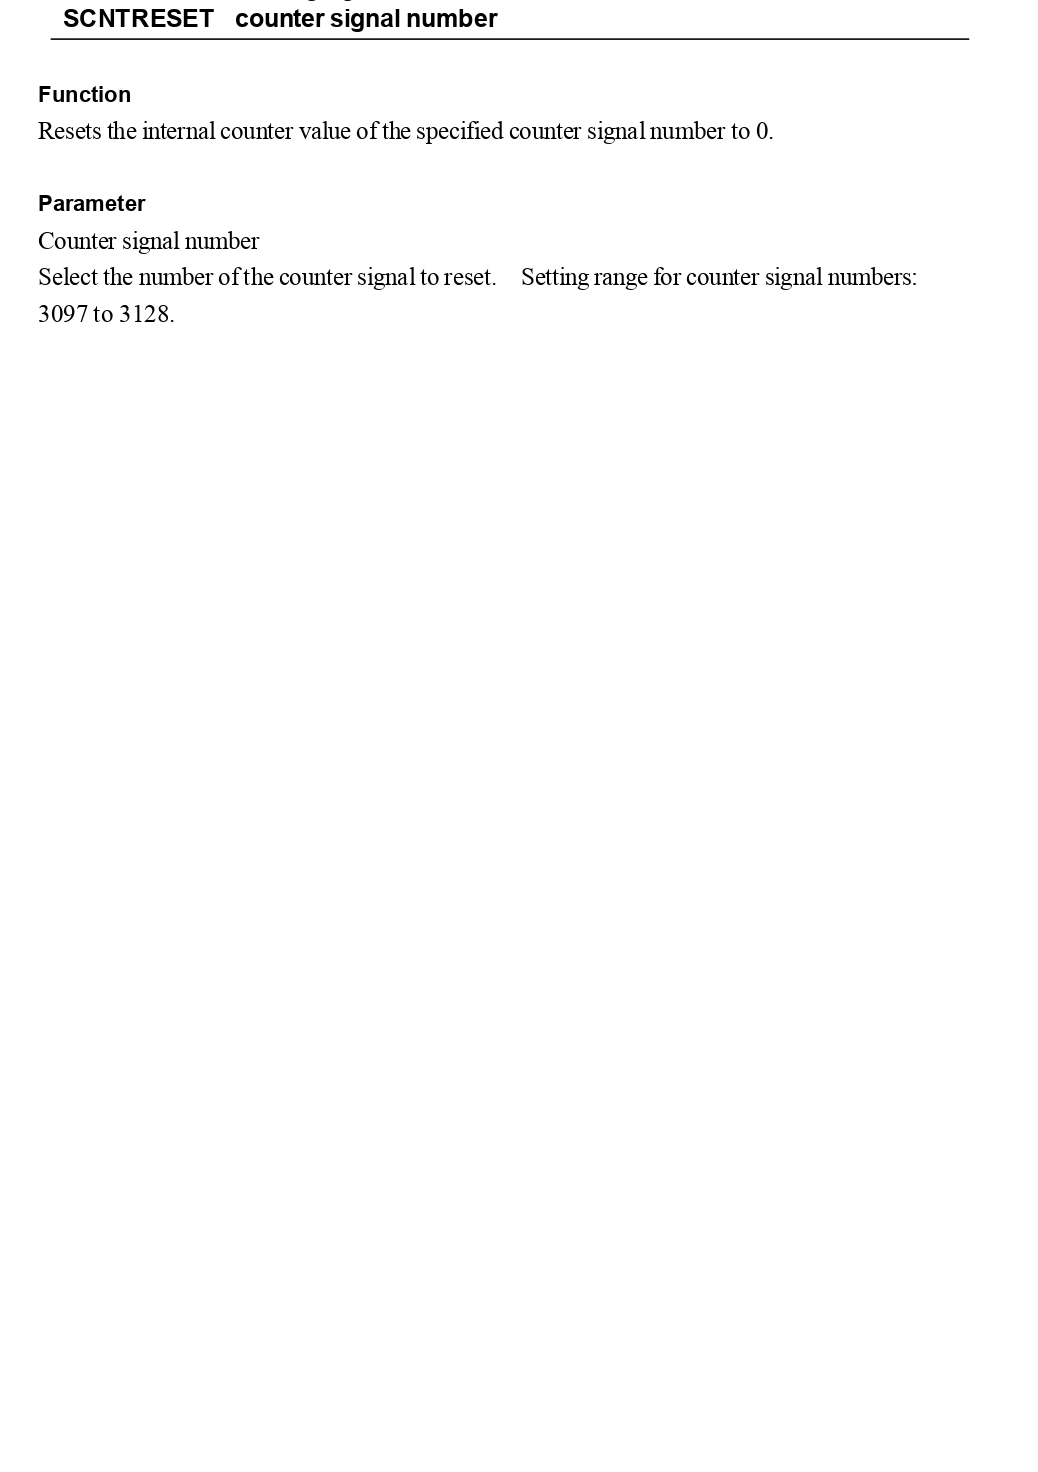 SCNTRESET counter signal number
Function
Resets the internal counter value of the specified counter signal number to 0.
Parameter
Counter signal number
Select the number of the counter signal to reset. Setting range for counter signal numbers:
3097 to 3128.